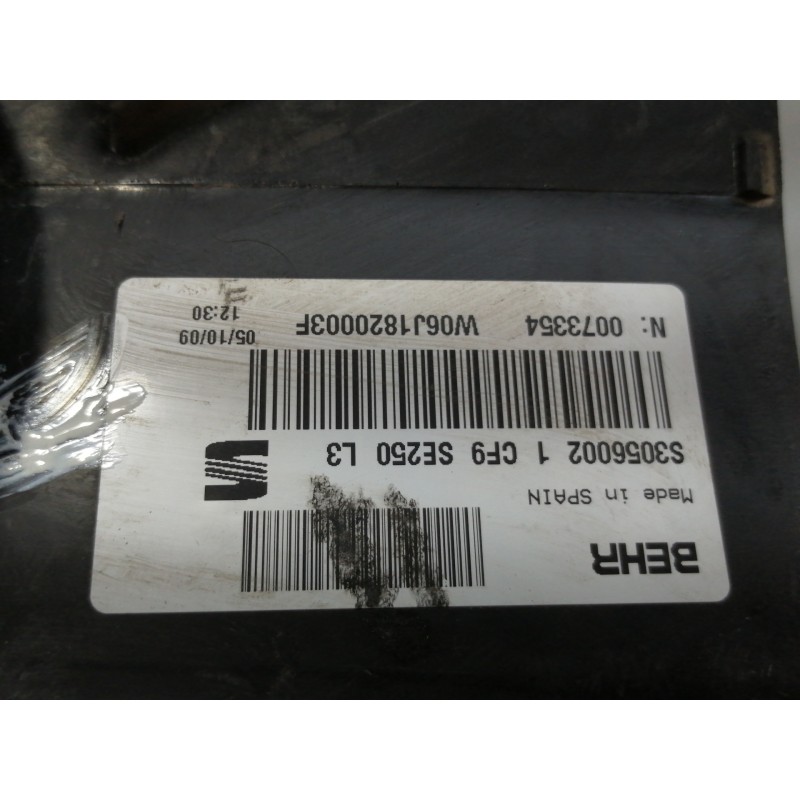 BEHR
Made in SPAIN
S3056002 1 CF9 SE250 L3
N: 0073354 W06J1820003F 05/10/09
12:30